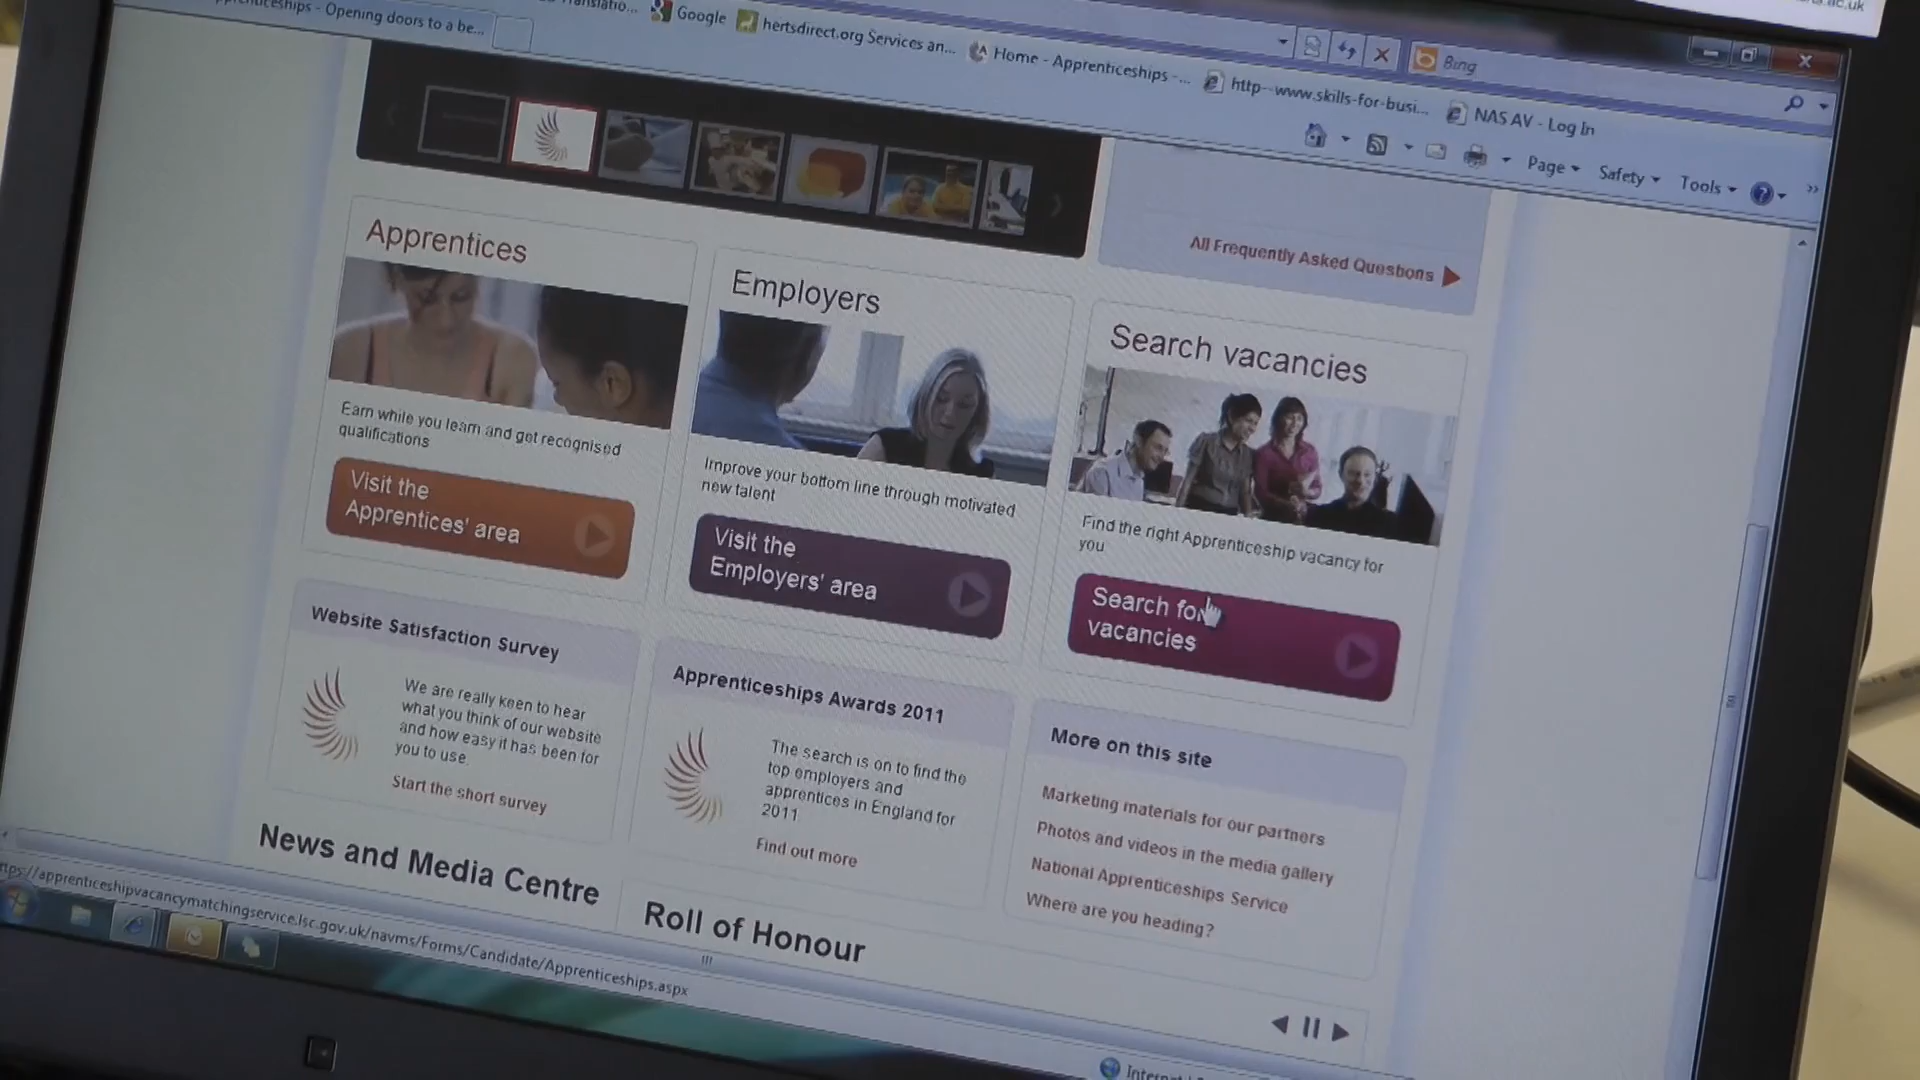 Apprenticeships - Opening doors to a be...
Google
hertsdirect.org Services an...
Home - Apprenticeships -...
http--www.skills-for-busi...
NAS AV - Log In
Bing
Page
Safety
Tools
All Frequently Asked Questions
Apprentices
Earn while you learn and get recognised
qualifications
Visit the
Apprentices' area
Employers
Improve your bottom line through motivated
new talent
Visit the
Employers' area
Search vacancies
Find the right Apprenticeship vacancy for
you
Search for
vacancies
Website Satisfaction Survey
We are really keen to hear
what you think of our website
and how easy it has been for
you to use.
Start the short survey
Apprenticeships Awards 2011
The search is on to find the
top employers and
apprentices in England for
2011
Find out more
More on this site
Marketing materials for our partners
Photos and videos in the media gallery
National Apprenticeships Service
Where are you heading?
News and Media Centre
Roll of Honour
ttps://apprenticeshipvacancymatchingservice.lsc.gov.uk/navms/Forms/Candidate/Apprenticeships.aspx